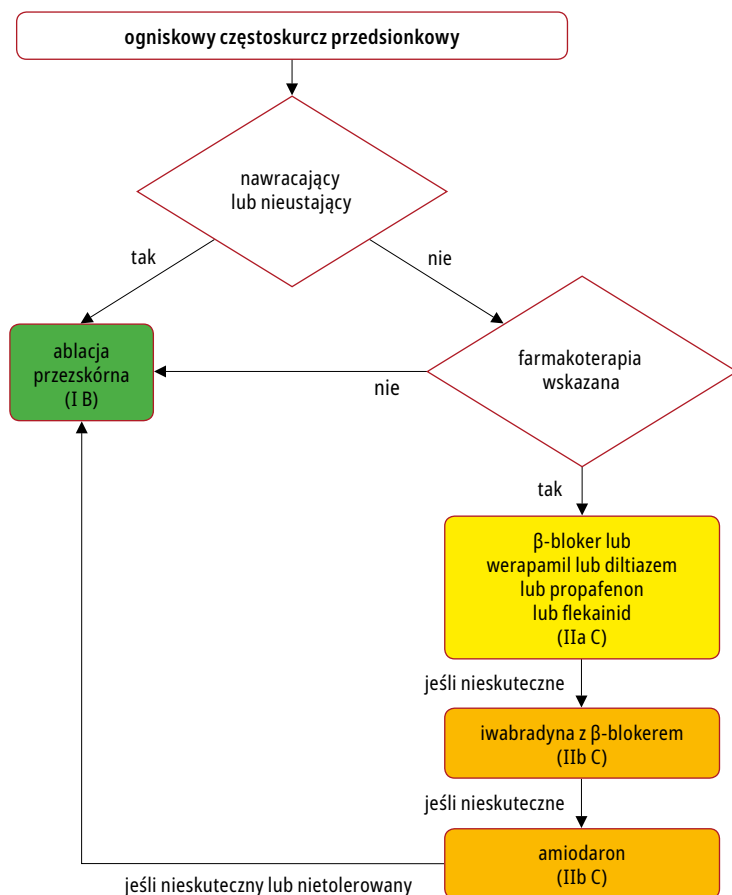 ogniskowy częstoskurcz przedsionkowy
nawracający
lub nieustający
tak
nie
ablacja
przezskórna
(I B)
farmakoterapia
wskazana
nie
tak
β-bloker lub
werapamil lub diltiazem
lub propafenon
lub flekainid
(IIa C)
jeśli nieskuteczne
iwabradyna z β-blokerem
(IIb C)
jeśli nieskuteczne
amiodaron
(IIb C)
jeśli nieskuteczny lub nietolerowany